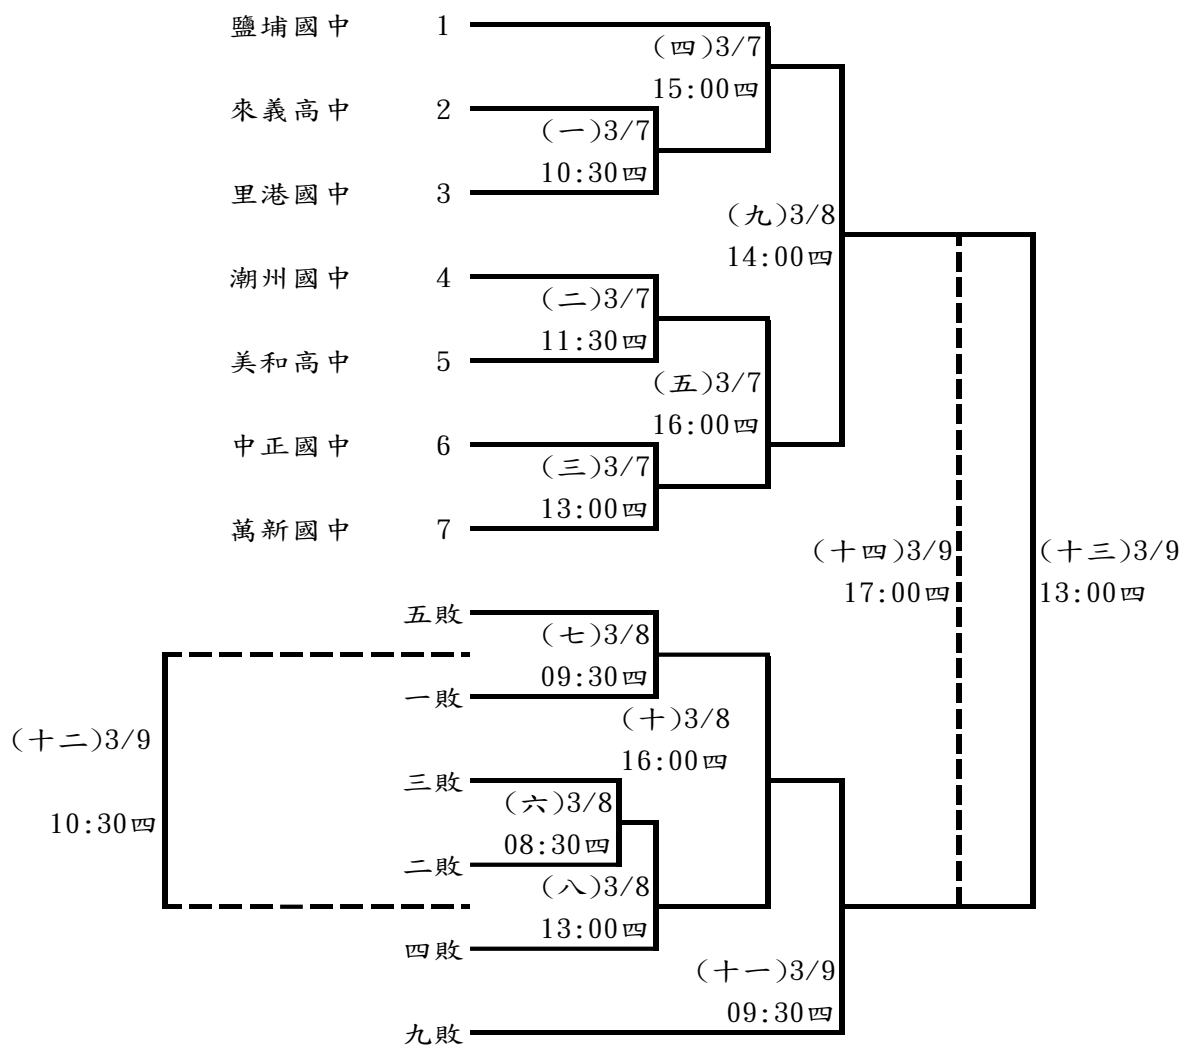 鹽埔國中 1
(四)3/7
15:00四
來義高中 2
(一)3/7
10:30四
里港國中 3
(九)3/8
14:00四
潮州國中 4
(二)3/7
11:30四
美和高中 5
(五)3/7
16:00四
中正國中 6
(三)3/7
13:00四
萬新國中 7
(十四)3/9
17:00四
(十三)3/9
13:00四
五敗
(七)3/8
09:30四
一敗
(十)3/8
16:00四
(十二)3/9
10:30四
三敗
(六)3/8
08:30四
二敗
(八)3/8
13:00四
四敗
(十一)3/9
09:30四
九敗